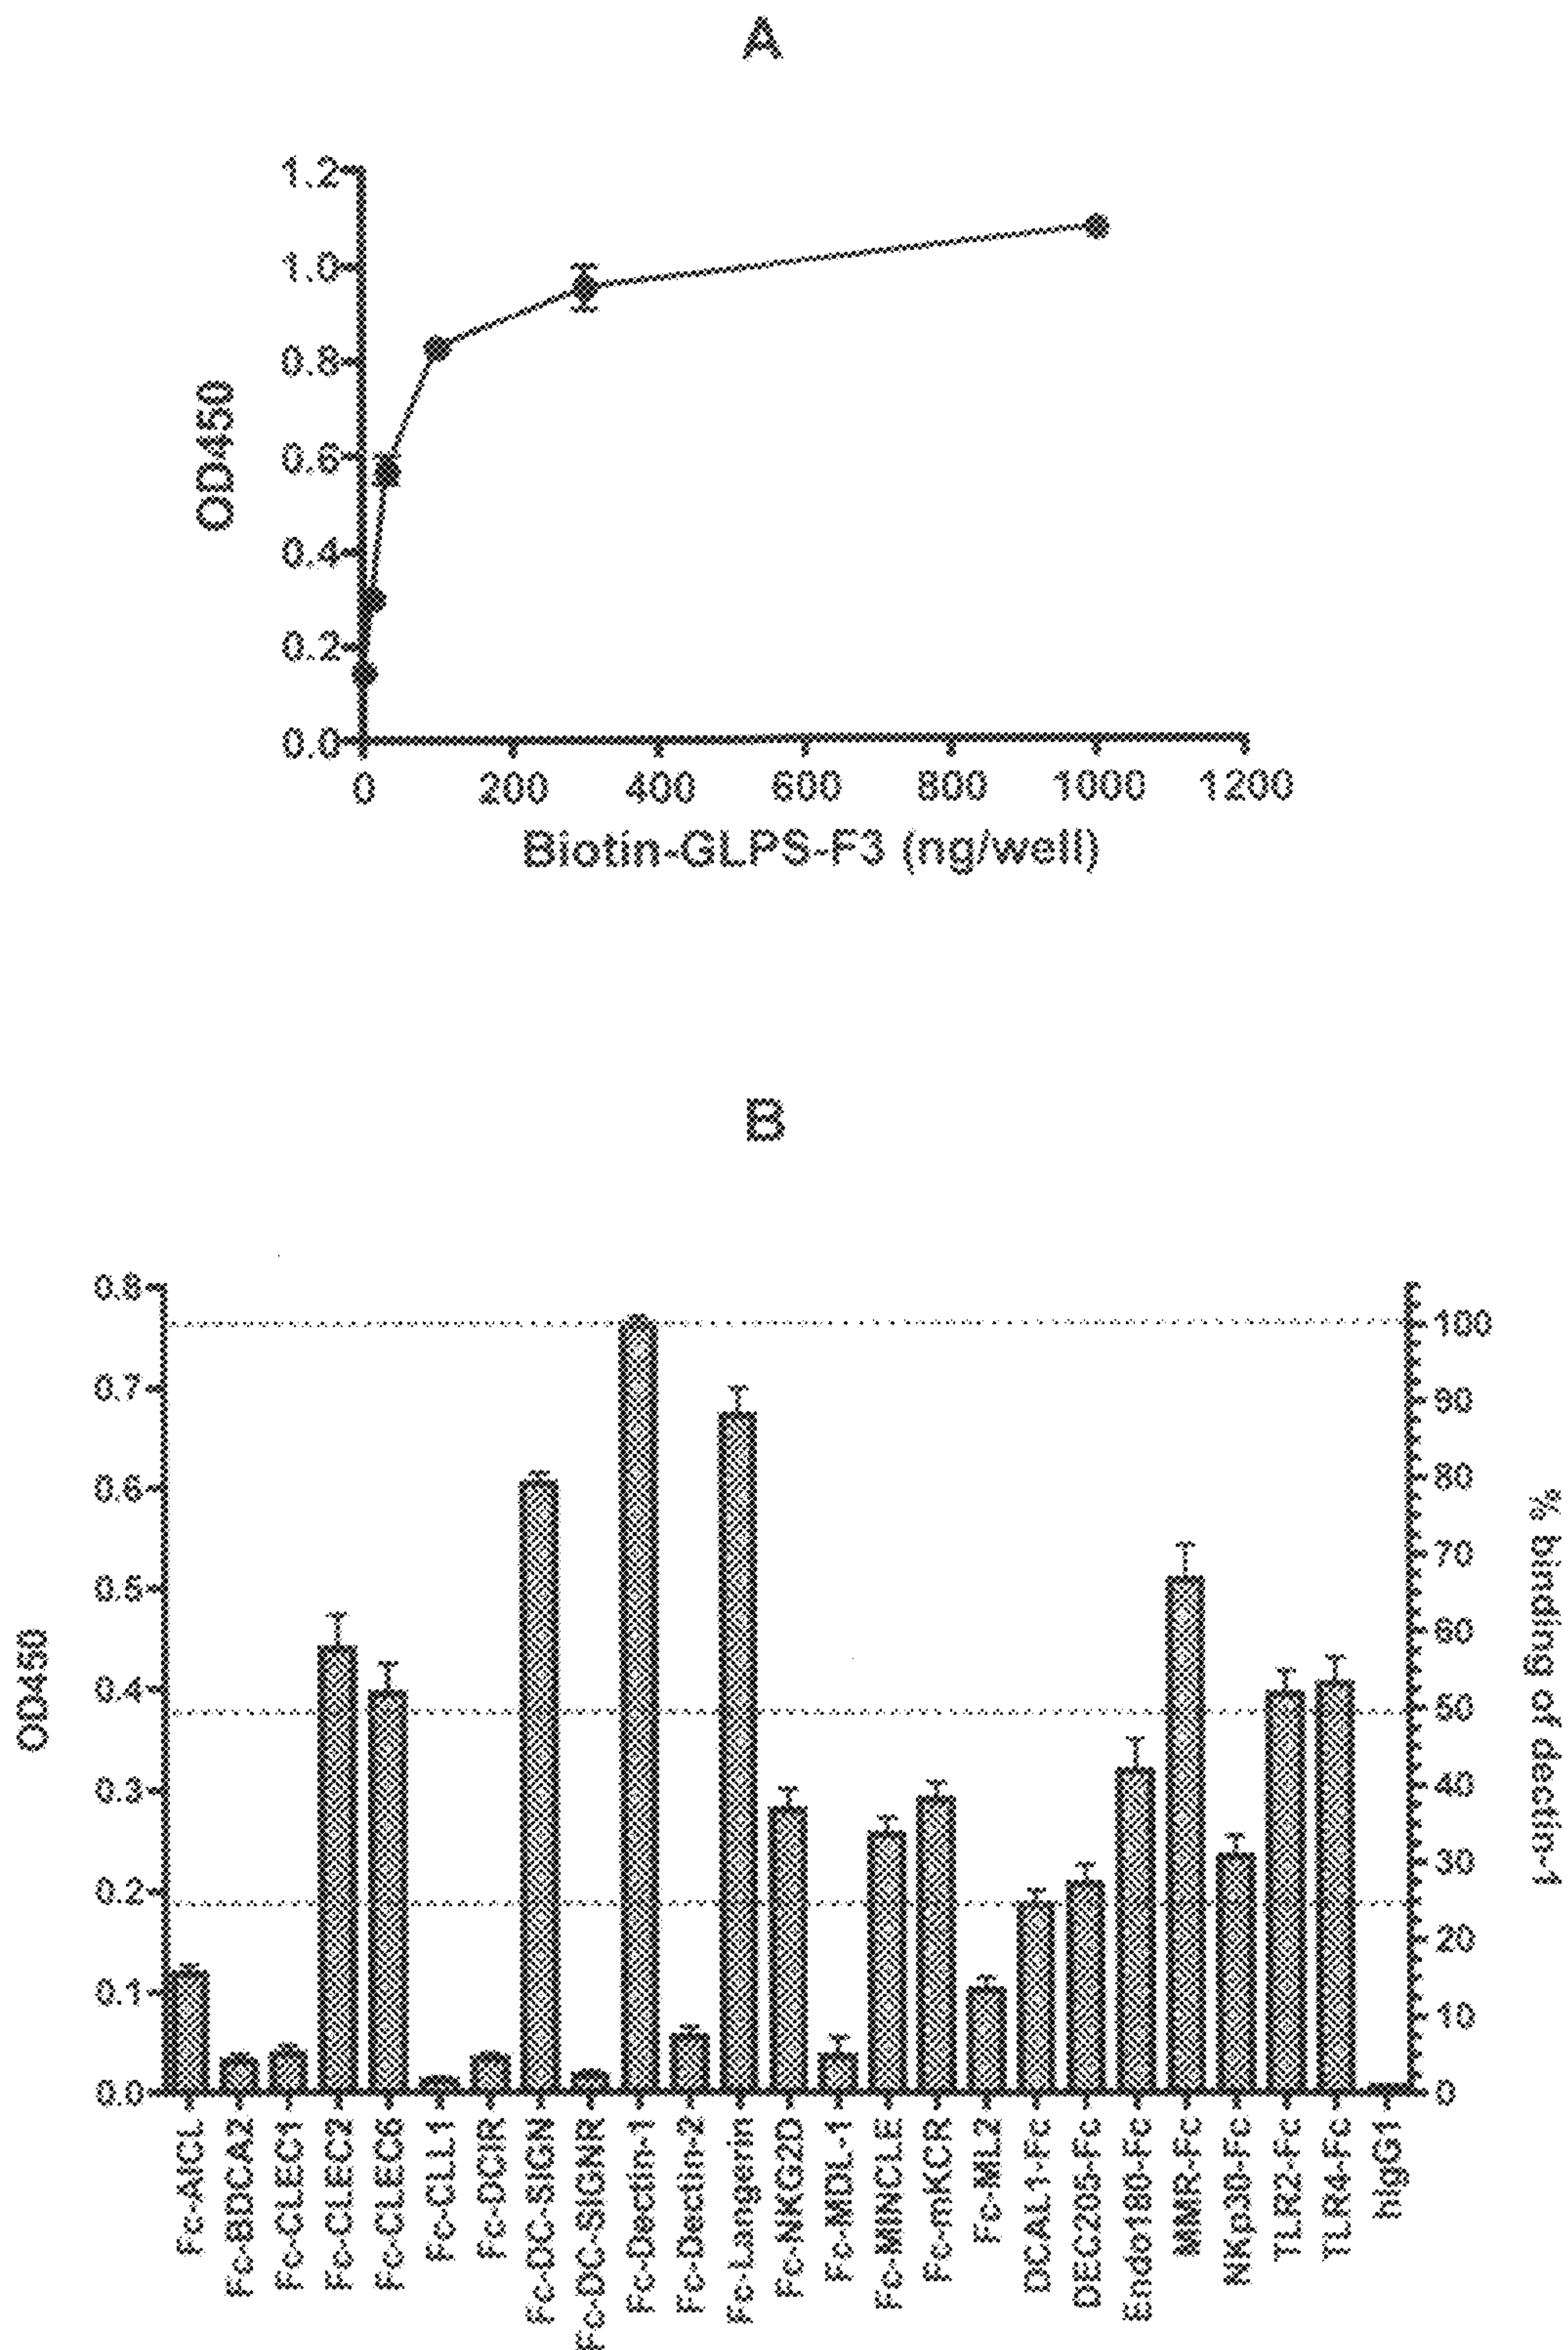 A
1.2
1.0
0.8
0.6
0.4
0.2
0.0
OD450
0
200
400
600
800
1000
1200
Biotin-GLPS-F3 (ng/well)
B
0.8
0.7
0.6
0.5
0.4
0.3
0.2
0.1
0.0
OD450
100
90
80
70
60
50
40
30
20
10
0
% binding of dectin-1
Fc-AICL
Fc-BDCA2
Fc-CLEC1
Fc-CLEC2
Fc-CLEC6
Fc-CLL1
Fc-DCIR
Fc-DC-SIGN
Fc-DC-SIGNR
Fc-Dectin-1
Fc-Dectin-2
Fc-Langerin
Fc-NKG2D
Fc-MDL-1
Fc-MINCLE
Fc-mKCR
Fc-ML2
DCAL1-Fc
DEC205-Fc
Endo180-Fc
MMR-Fc
NKp30-Fc
TLR2-Fc
TLR4-Fc
hIgG1